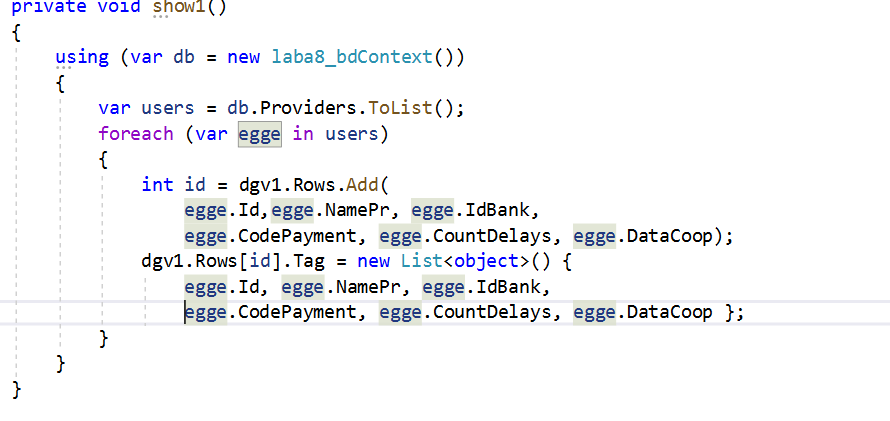 private void show1()
{
using (var db = new laba8_bdContext())
{
var users = db.Providers.ToList();
foreach (var egge in users)
{
int id = dgv1.Rows.Add(
egge.Id,egge.NamePr, egge.IdBank,
egge.CodePayment, egge.CountDelays, egge.DataCoop);
dgv1.Rows[id].Tag = new List<object>() {
egge.Id, egge.NamePr, egge.IdBank,
egge.CodePayment, egge.CountDelays, egge.DataCoop };
}
}
}